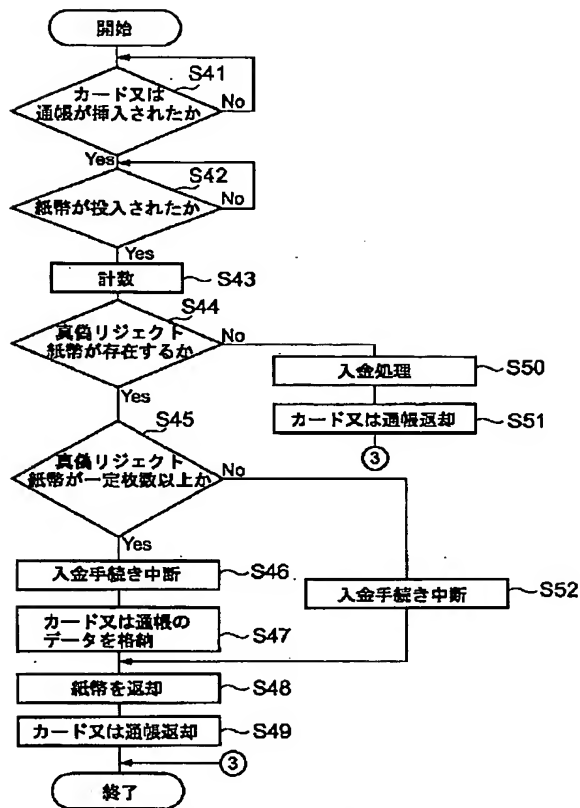 開始
S41
カード又は
通帳が挿入されたか
No
Yes
S42
紙幣が投入されたか
No
Yes
計数
S43
S44
真偽リジェクト
紙幣が存在するか
No
入金処理
S50
Yes
カード又は通帳返却
S51
S45
③
真偽リジェクト
紙幣が一定枚数以上か
No
Yes
入金手続き中断
S46
入金手続き中断
S52
カード又は通帳の
データを格納
S47
紙幣を返却
S48
カード又は通帳返却
S49
③
終了